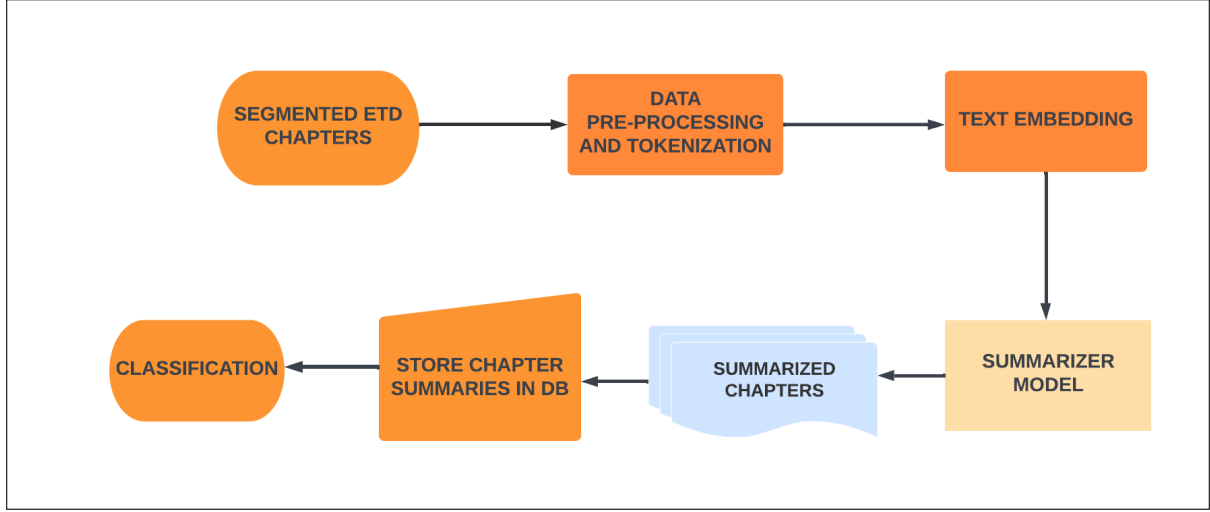 SEGMENTED ETD
CHAPTERS
DATA
PRE-PROCESSING
AND TOKENIZATION
TEXT EMBEDDING
SUMMARIZER
MODEL
SUMMARIZED
CHAPTERS
STORE CHAPTER
SUMMARIES IN DB
CLASSIFICATION